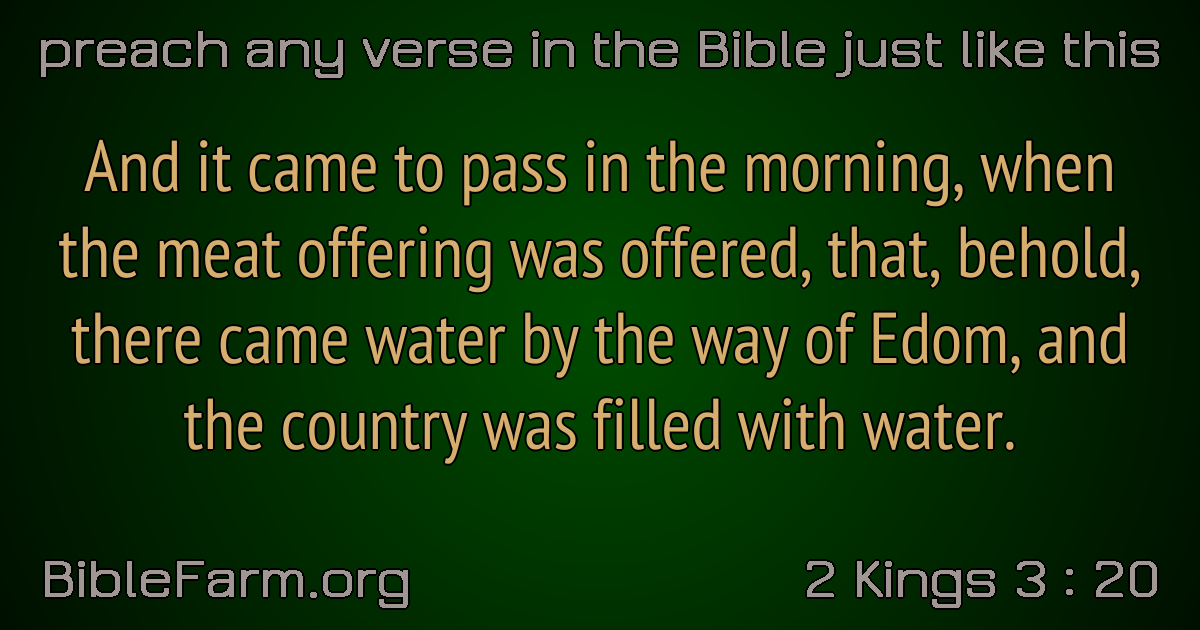 preach any verse in the Bible just like this
And it came to pass in the morning, when
the meat offering was offered, that, behold,
there came water by the way of Edom, and
the country was filled with water.
BibleFarm.org
2 Kings 3 : 20